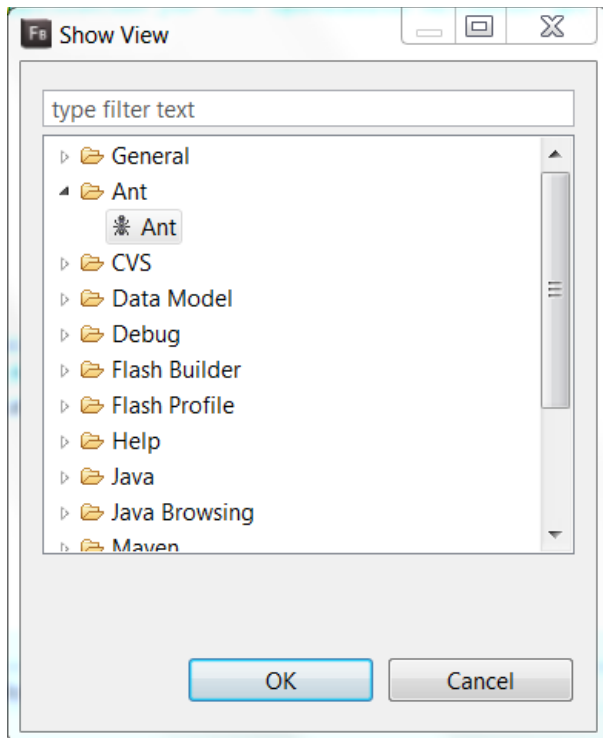 FB Show View
type filter text
General
Ant
Ant
CVS
Data Model
Debug
Flash Builder
Flash Profile
Help
Java
Java Browsing
Maven
OK Cancel